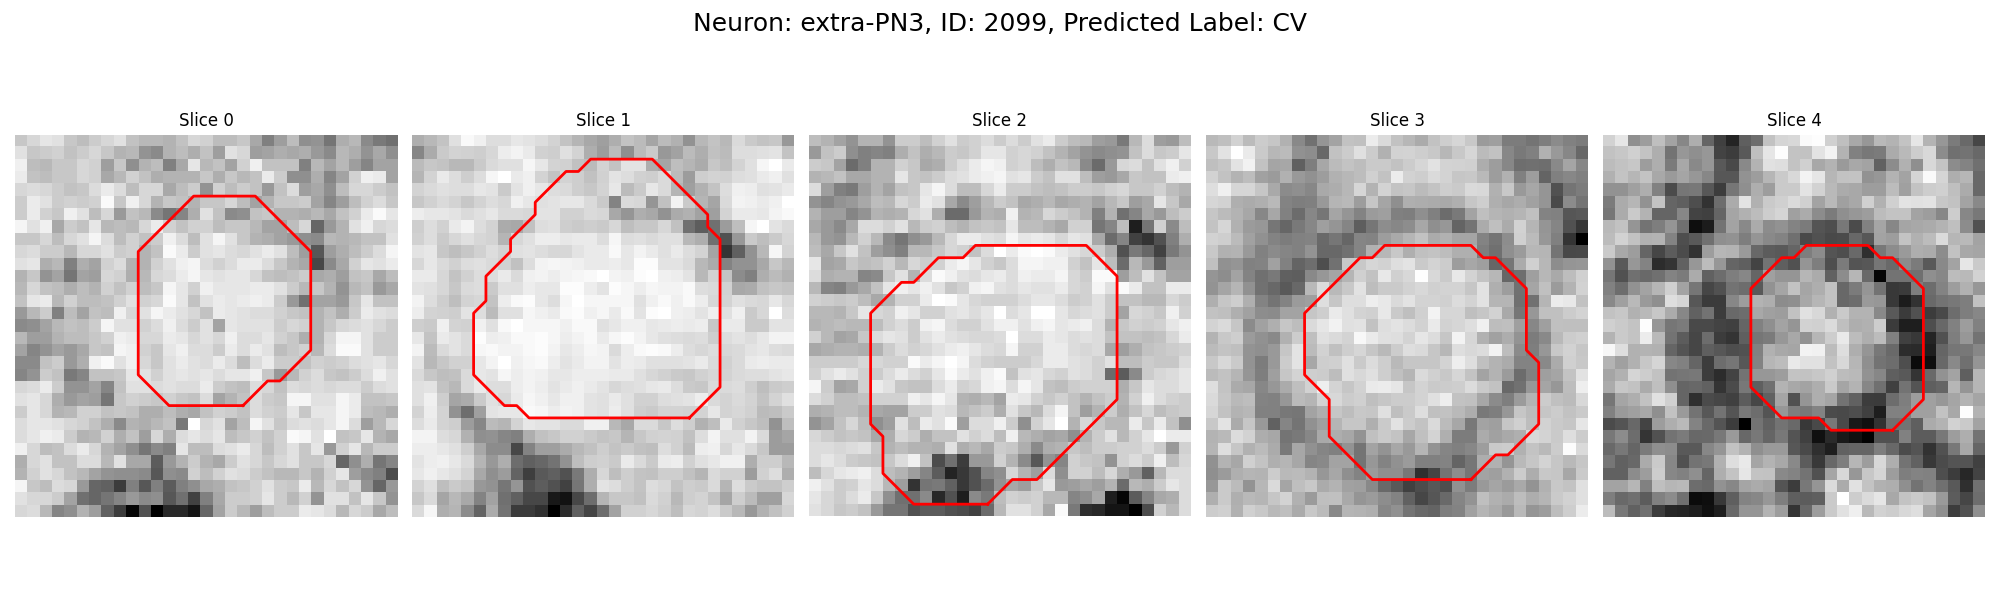 Neuron: extra-PN3, ID: 2099, Predicted Label: CV
Slice 0
Slice 1
Slice 2
Slice 3
Slice 4